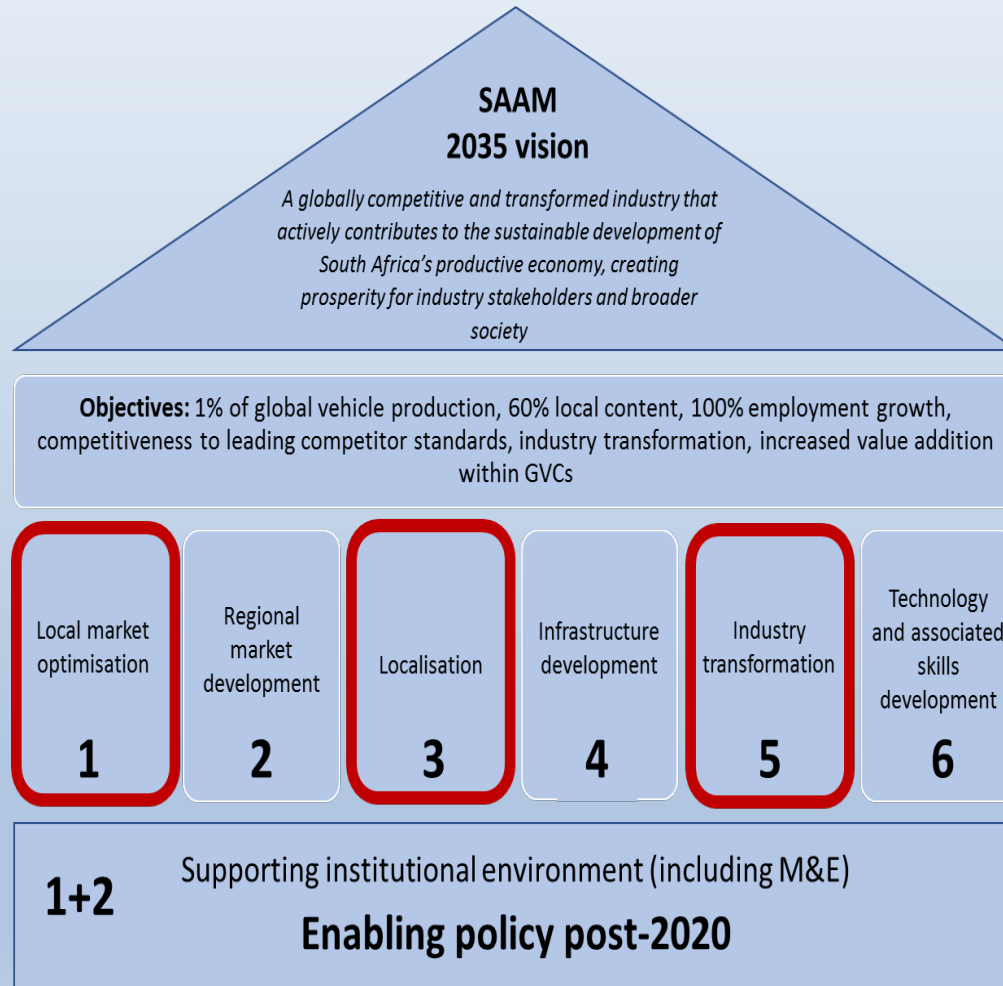 SAAM
2035 vision
A globally competitive and transformed industry that
actively contributes to the sustainable development of
South Africa's productive economy, creating
prosperity for industry stakeholders and broader
society
Objectives: 1% of global vehicle production, 60% local content, 100% employment growth,
competitiveness to leading competitor standards, industry transformation, increased value addition
within GVCs
Local market
optimisation
1
Regional
market
development
2
Localisation
3
Infrastructure
development
4
Industry
transformation
5
Technology
and associated
skills
development
6
1+2
Supporting institutional environment (including M&E)
Enabling policy post-2020